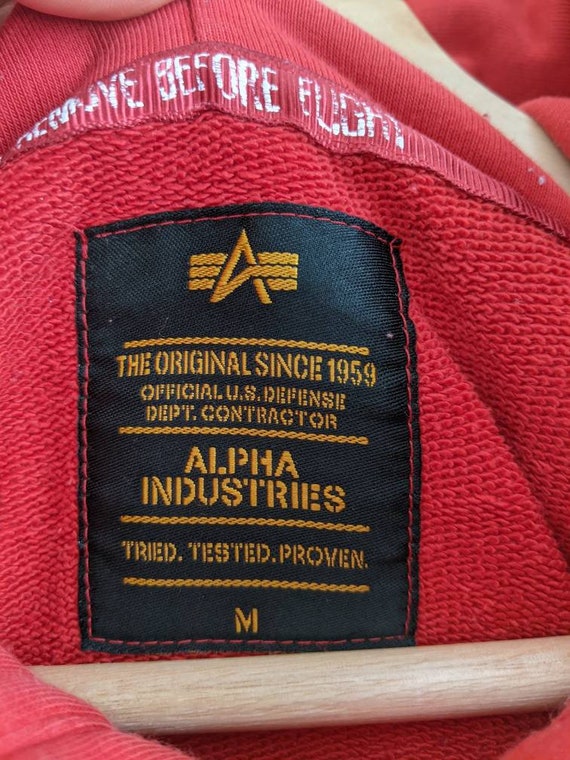 REMOVE BEFORE FLIGHT
THE ORIGINAL SINCE 1959
OFFICIAL U.S. DEFENSE
DEPT. CONTRACTOR
ALPHA
INDUSTRIES
TRIED. TESTED. PROVEN.
M